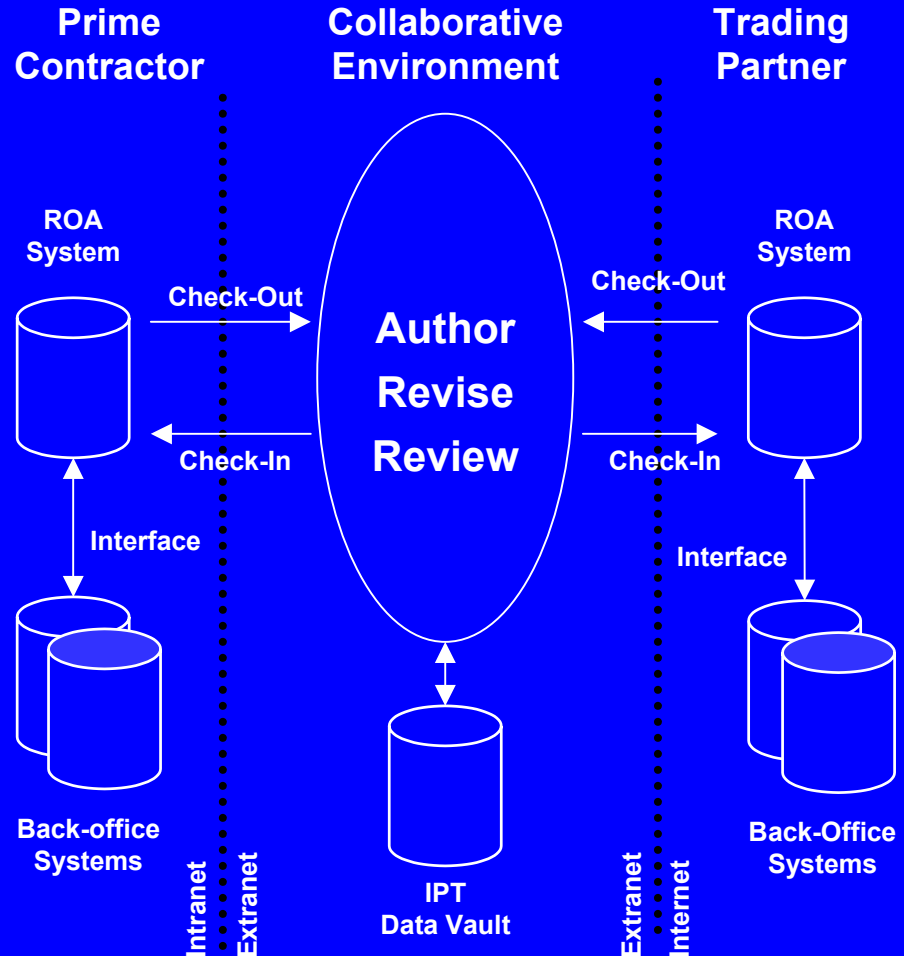 Prime
Contractor
Collaborative
Environment
Trading
Partner
ROA
System
ROA
System
Check-Out
Check-Out
Author
Revise
Review
Check-In
Check-In
Interface
Interface
Back-office
Systems
IPT
Data Vault
Back-Office
Systems
Intranet
Extranet
Extranet
Internet